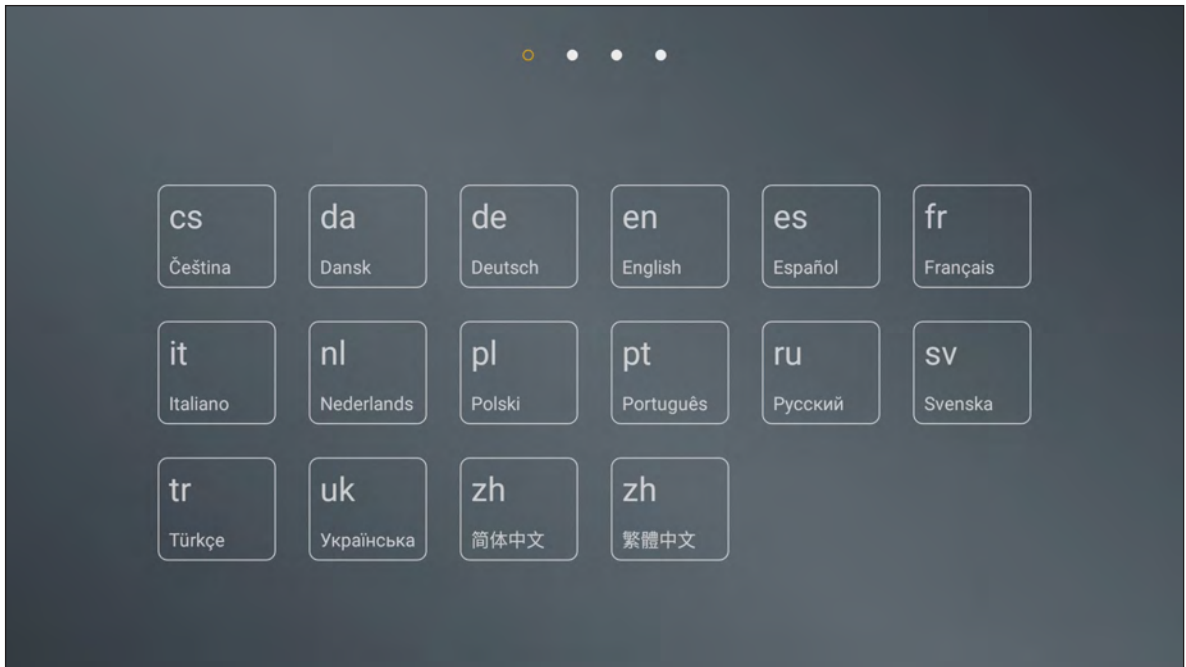 cs
Čeština
da
Dansk
de
Deutsch
en
English
es
Español
fr
Français
it
Italiano
nl
Nederlands
pl
Polski
pt
Português
ru
Русский
sv
Svenska
tr
Türkçe
uk
Українська
zh
简体中文
zh
繁體中文